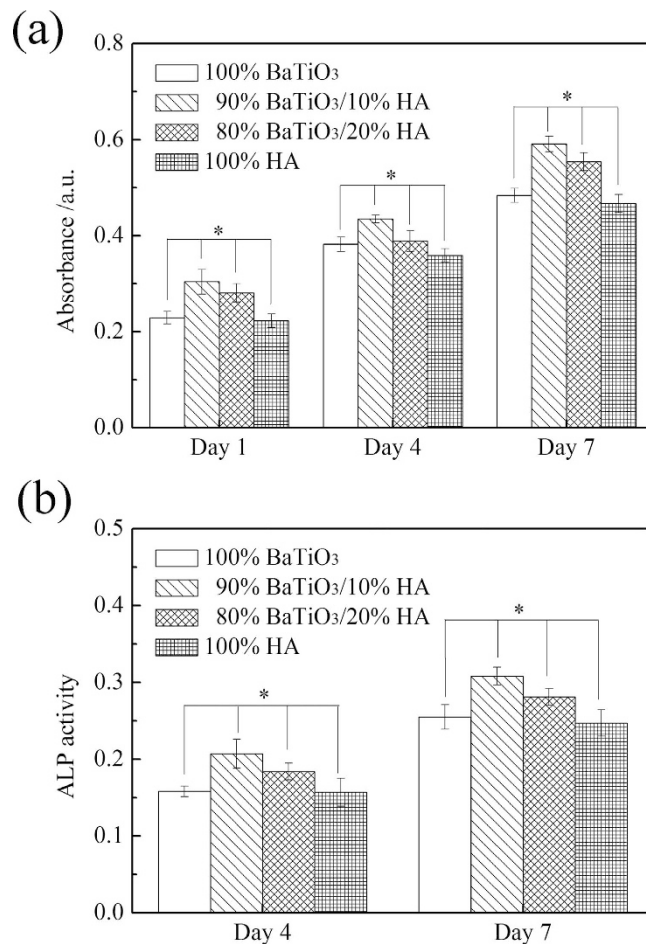 (a)
0.8
0.6
0.4
0.2
0.0
Absorbance /a.u.
100% BaTiO₃
90% BaTiO₃/10% HA
80% BaTiO₃/20% HA
100% HA
*
*
*
Day 1
Day 4
Day 7
(b)
0.5
0.4
0.3
0.2
0.1
0.0
ALP activity
100% BaTiO₃
90% BaTiO₃/10% HA
80% BaTiO₃/20% HA
100% HA
*
*
Day 4
Day 7